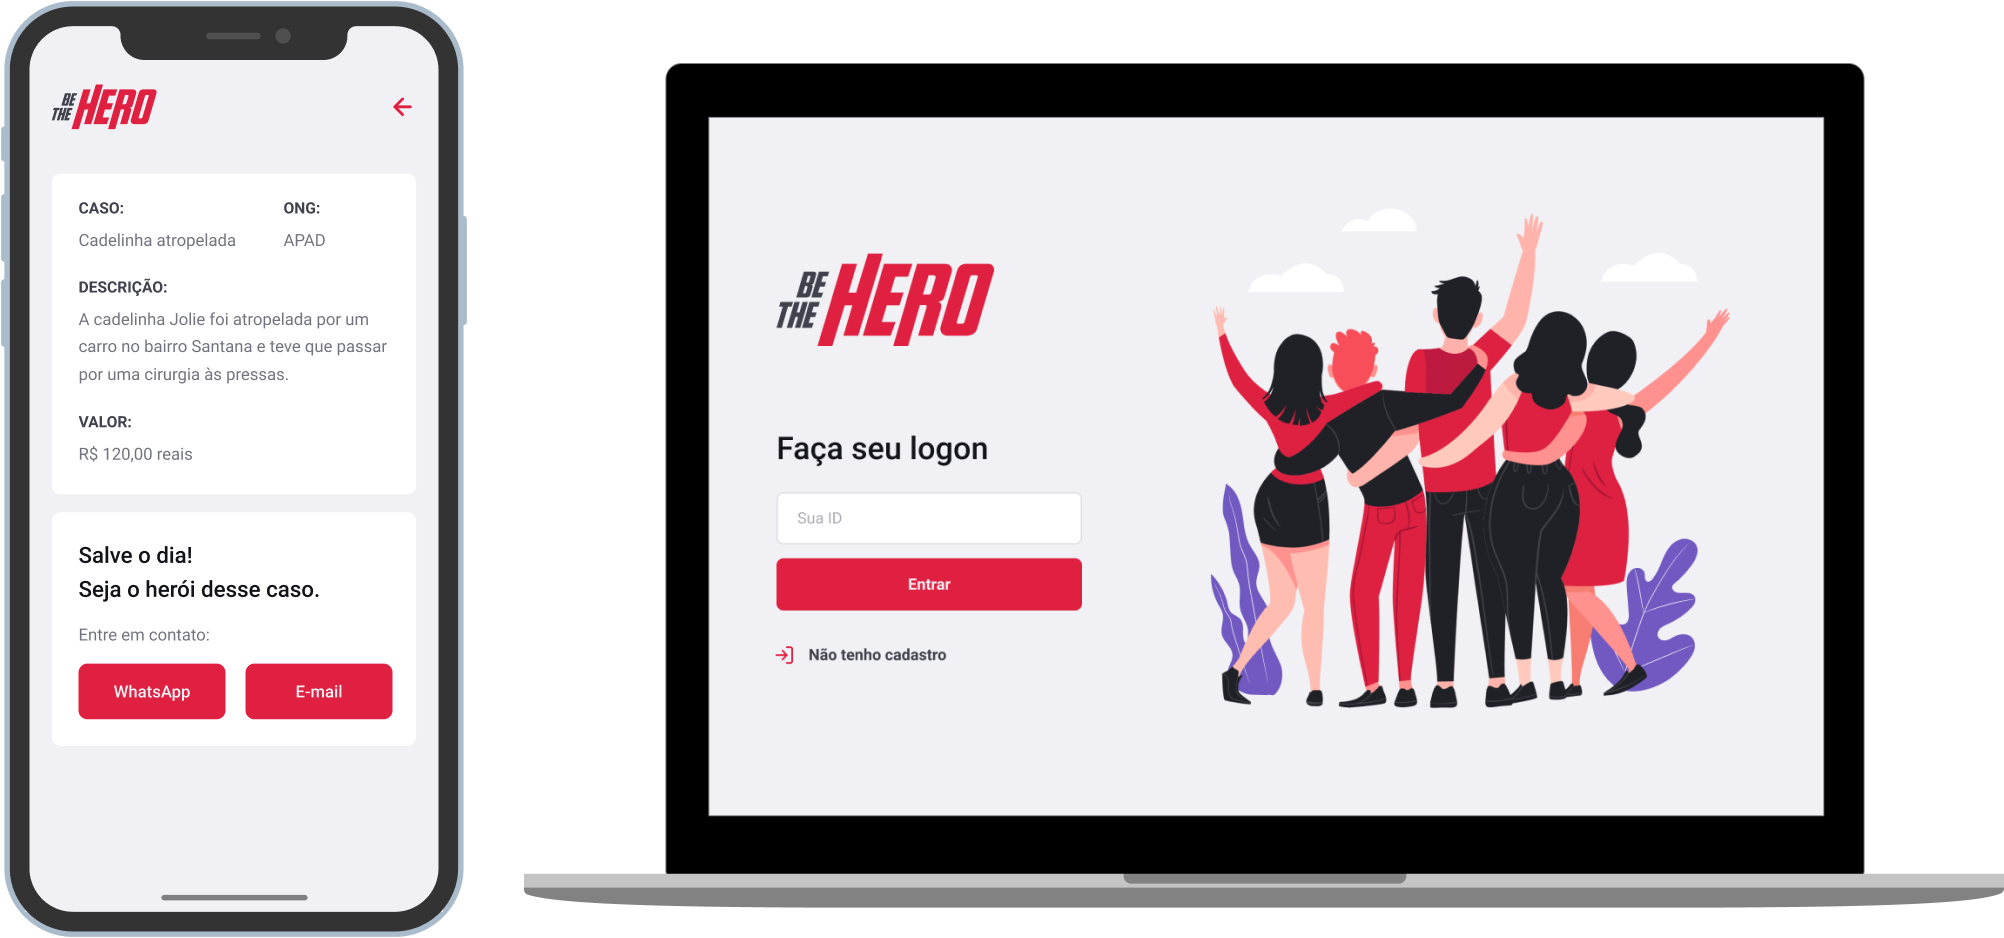 BE
THE HERO
CASO:
ONG:
Cadelinha atropelada
APAD
DESCRIÇÃO:
A cadelinha Jolie foi atropelada por um
carro no bairro Santana e teve que passar
por uma cirurgia às pressas.
VALOR:
R$ 120,00 reais
Salve o dia!
Seja o herói desse caso.
Entre em contato:
WhatsApp
E-mail
BE
THE HERO
Faça seu logon
Sua ID
Entrar
Não tenho cadastro